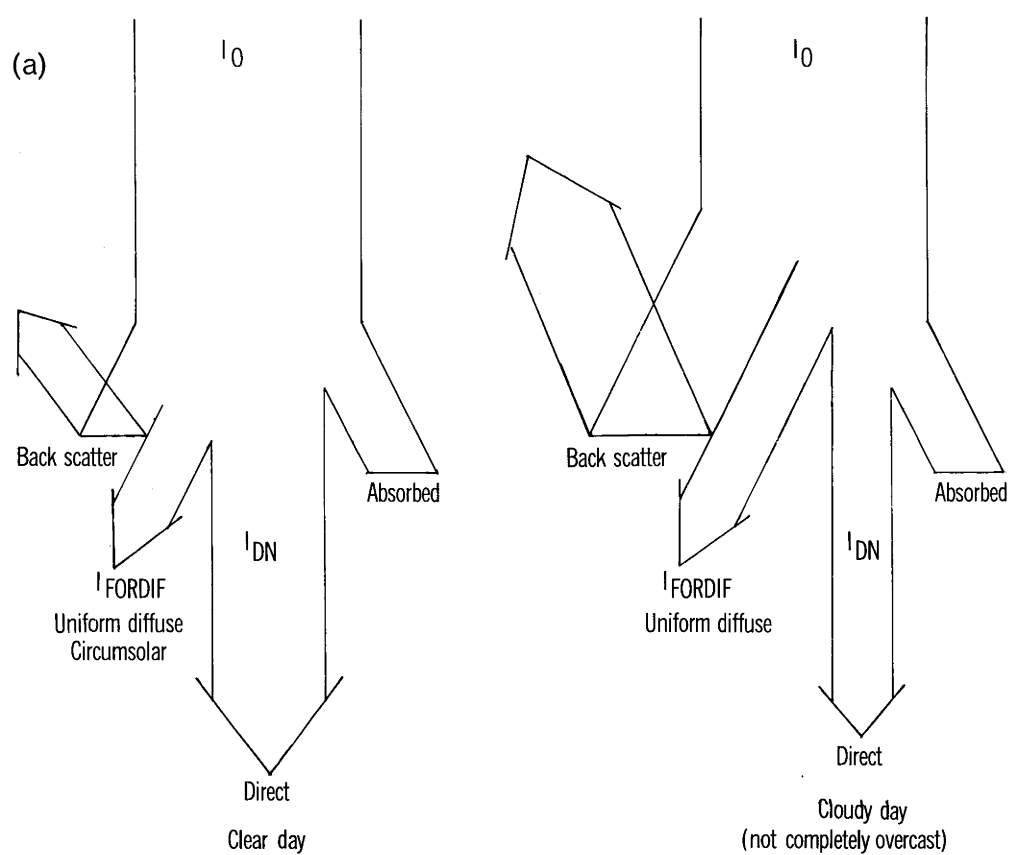 (a)
I0
Back scatter
Absorbed
IDN
IFORDIF
Uniform diffuse
Circumsolar
Direct
Clear day
I0
Back scatter
Absorbed
IDN
IFORDIF
Uniform diffuse
Direct
Cloudy day
(not completely overcast)